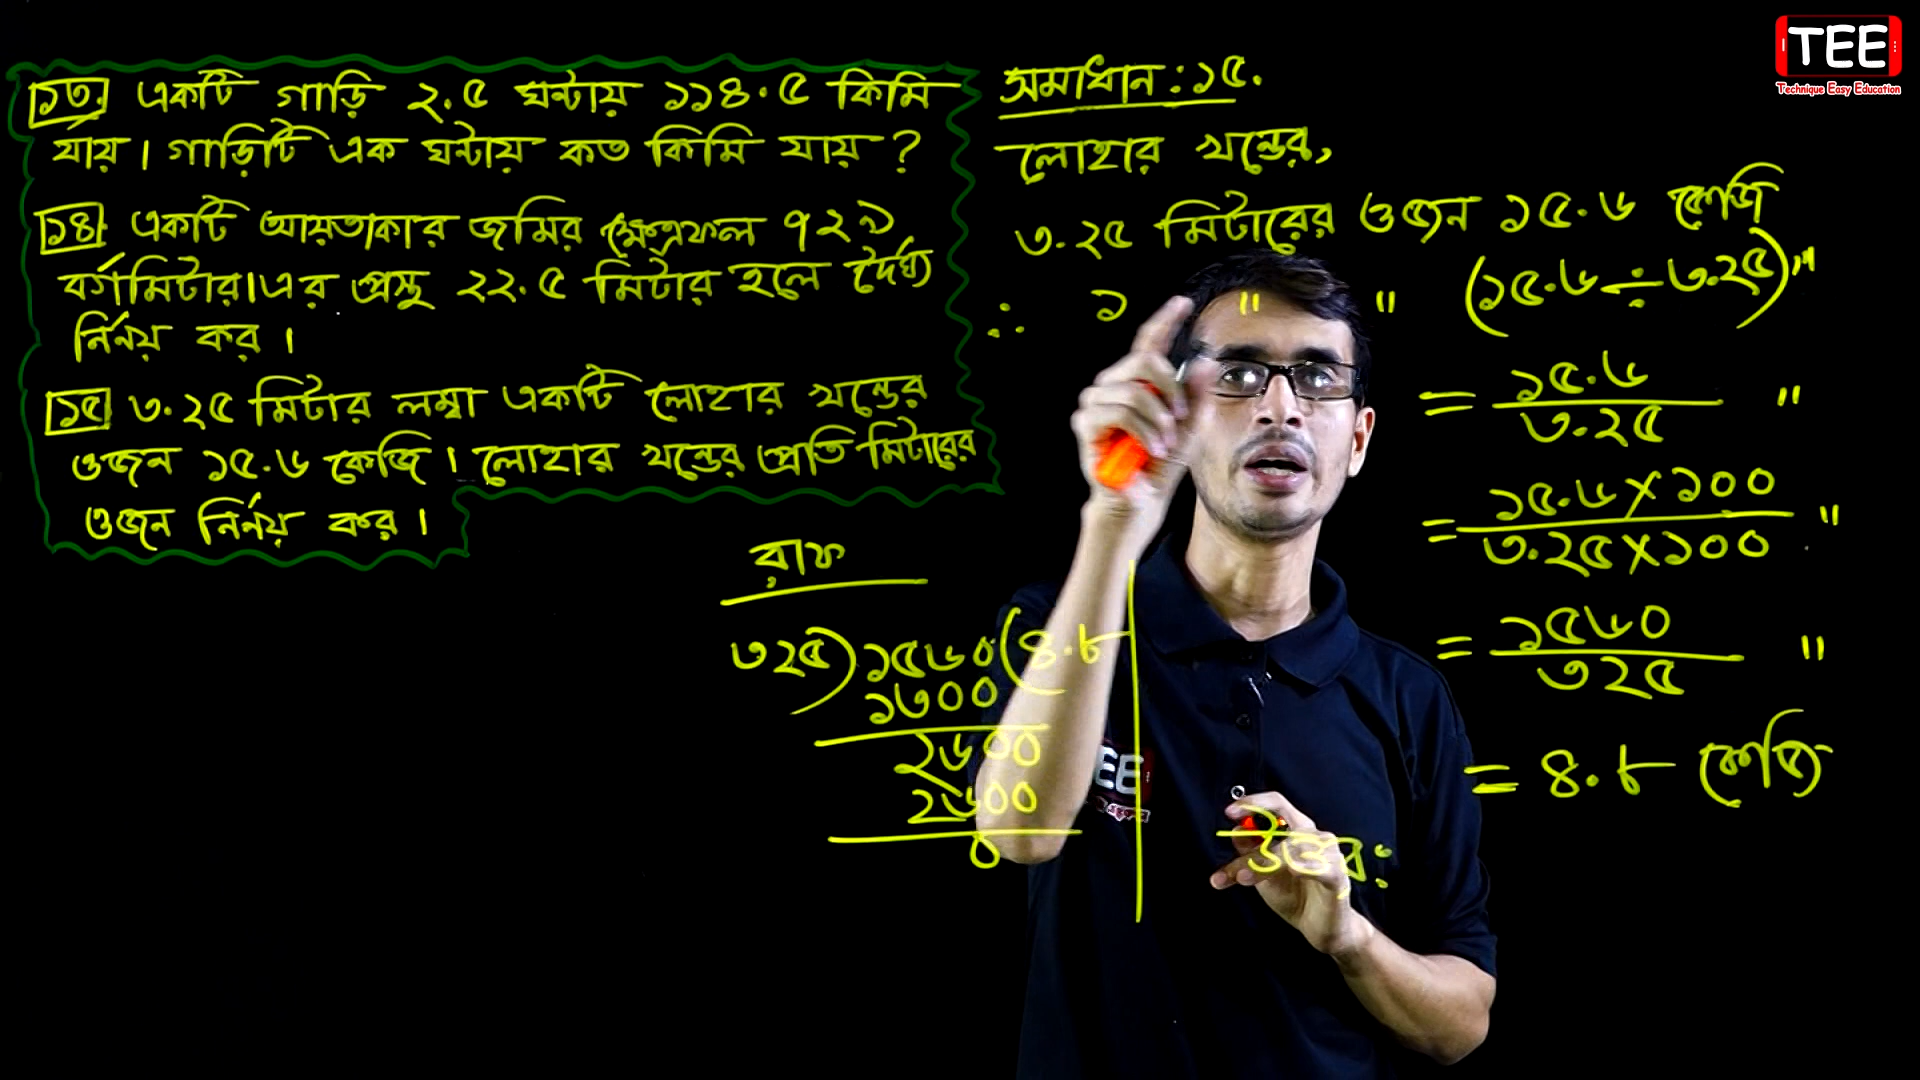 TEE
Technique Easy Education
১৩ একটি গাড়ি ২.৫ ঘন্টায় ১১৪.৫ কিমি
যায়। গাড়িটি এক ঘন্টায় কত কিমি যায় ?
১৪ একটি আয়তাকার জমির ক্ষেত্রফল ৭২৯
বর্গমিটার।এর প্রস্থ ২২.৫ মিটার হলে দৈর্ঘ্য
নির্নয় কর ।
১৫ ৩.২৫ মিটার লম্বা একটি লোহার খন্ডের
ওজন ১৫.৬ কেজি । লোহার খন্ডের প্রতি মিটারের
ওজন নির্নয় কর ।
সমাধান : ১৫.
লোহার খন্ডের,
৩.২৫ মিটারের ওজন ১৫.৬ কেজি
∴ ১ " " (১৫.৬ ÷ ৩.২৫) "
= ১৫.৬ / ৩.২৫ "
= ১৫.৬ × ১০০ / ৩.২৫ × ১০০ "
= ১৫৬০ / ৩২৫ "
= ৪.৮ কেজি
উত্তর :
রাফ
৩২৫) ১৫৬০ (৪.৮
১৩০০
২৬০০
২৬০০
০
TEE